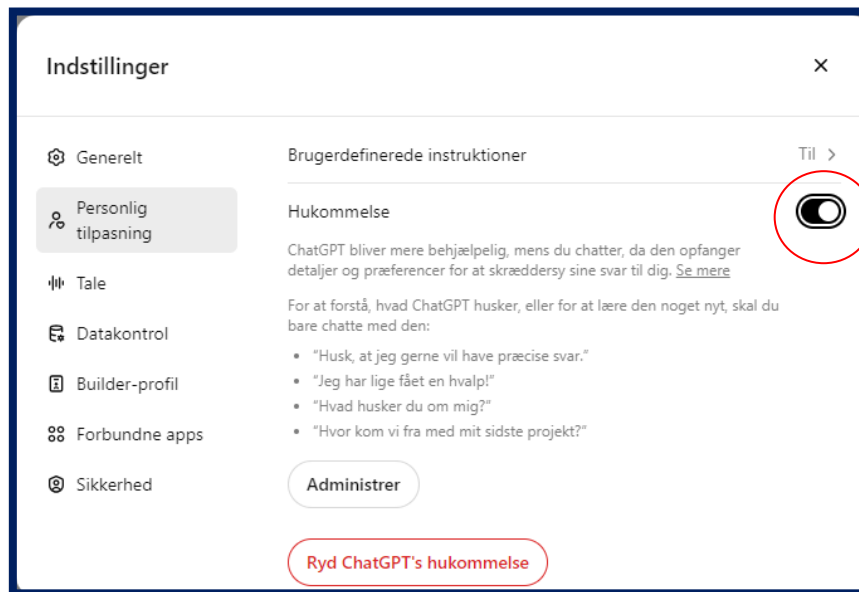 Indstillinger
Generelt
Personlig
tilpasning
Tale
Datakontrol
Builder-profil
Forbundne apps
Sikkerhed
Brugerdefinerede instruktioner
Til
Hukommelse
ChatGPT bliver mere behjælpelig, mens du chatter, da den opfanger
detaljer og præferencer for at skræddersy sine svar til dig. Se mere
For at forstå, hvad ChatGPT husker, eller for at lære den noget nyt, skal du
bare chatte med den:
• "Husk, at jeg gerne vil have præcise svar."
• "Jeg har lige fået en hvalp!"
• "Hvad husker du om mig?"
• "Hvor kom vi fra med mit sidste projekt?"
Administrer
Ryd ChatGPT's hukommelse